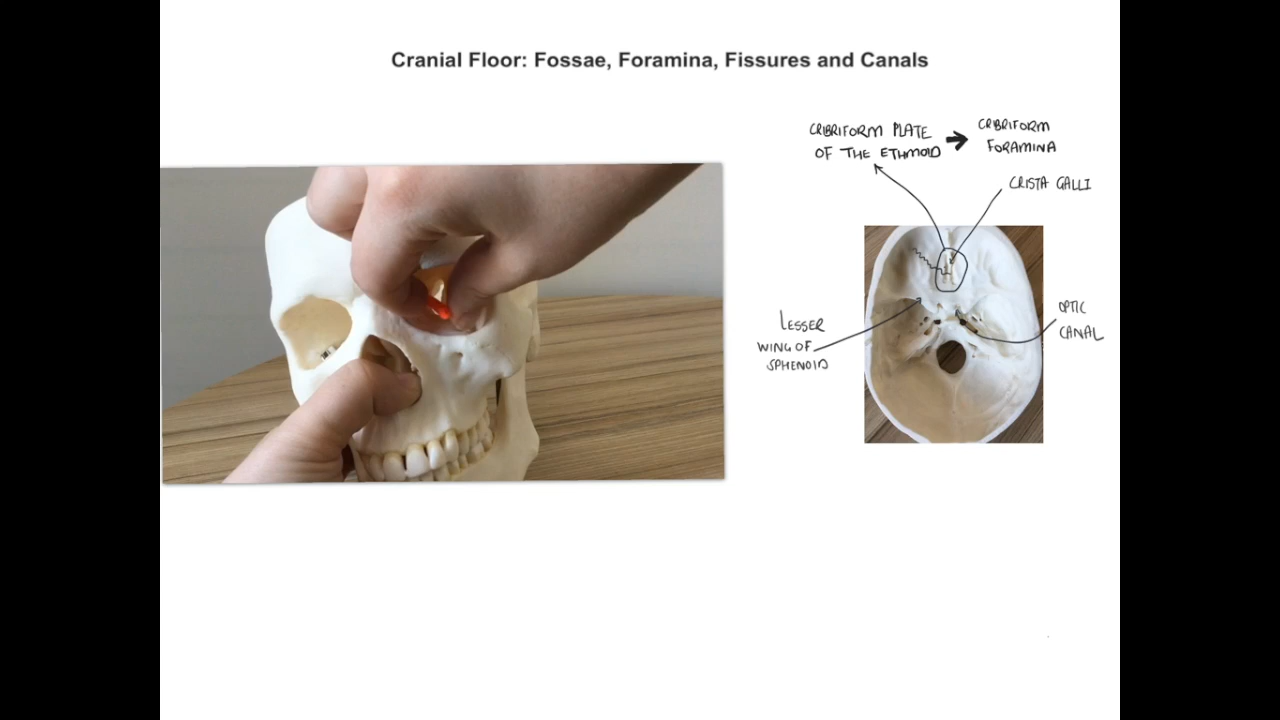 Cranial Floor: Fossae, Foramina, Fissures and Canals
CRIBRIFORM PLATE
OF THE ETHMOID
CRIBRIFORM
FORAMINA
CRISTA GALLI
LESSER
WING OF
SPHENOID
OPTIC
CANAL